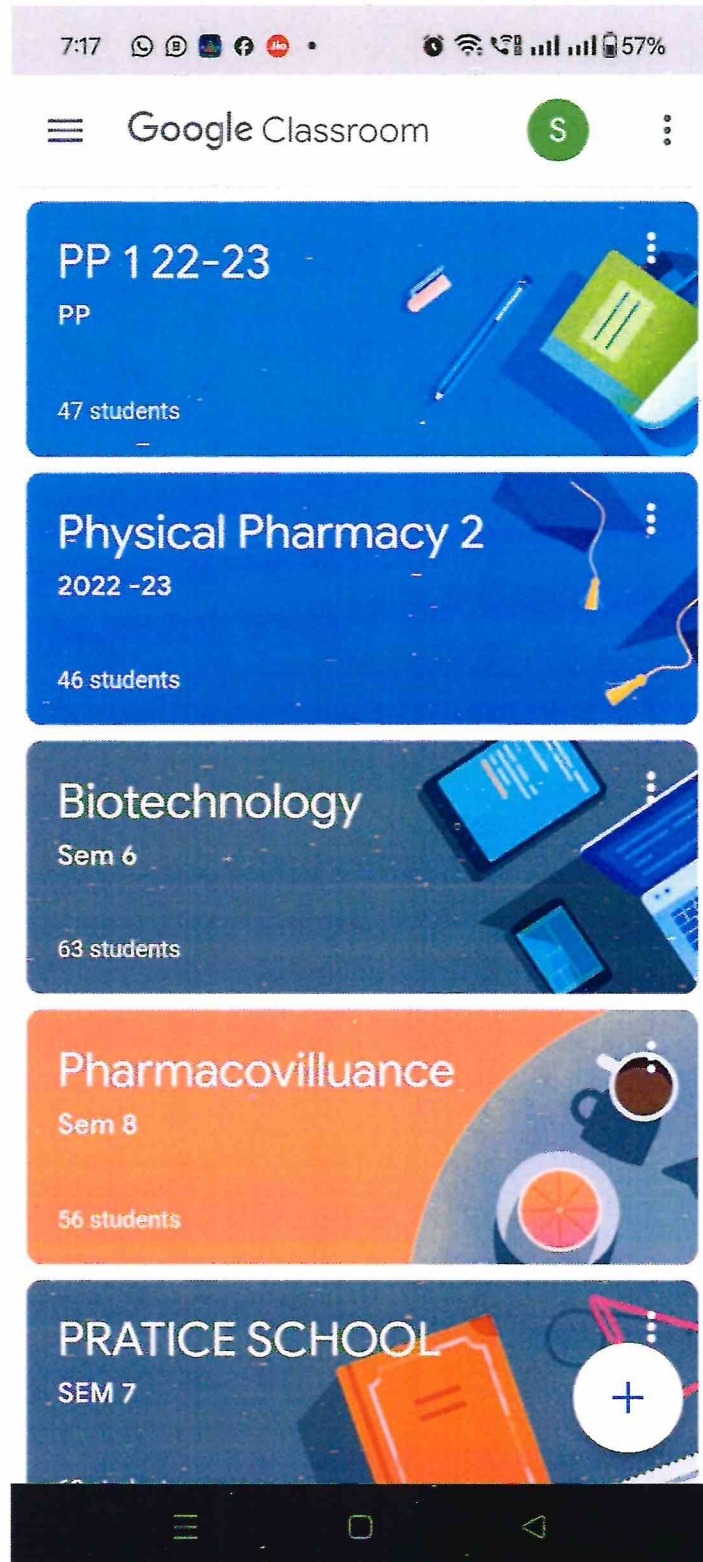 7:17 57%
Google Classroom S
PP 1 22-23
PP
47 students
Physical Pharmacy 2
2022 -23
46 students
Biotechnology
Sem 6
63 students
Pharmacovilluance
Sem 8
56 students
PRATICE SCHOOL
SEM 7